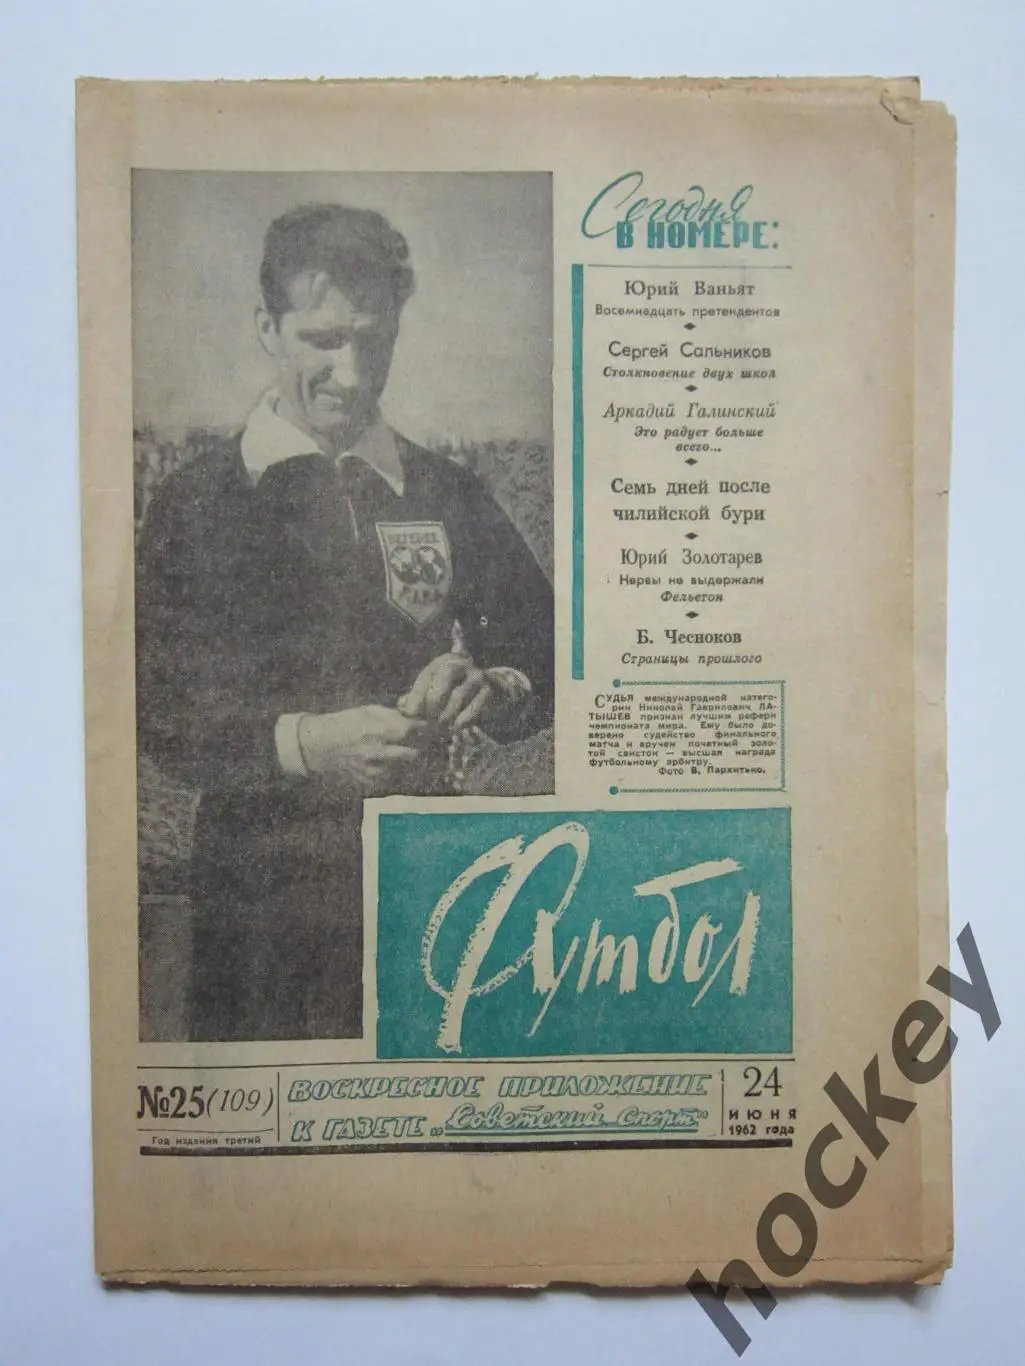 Сегодня
В НОМЕРЕ:
Юрий Ваньят
Восемнадцать претендентов
Сергей Сальников
Столкновение двух школ
Аркадий Галинский
Это радует больше
всего...
Семь дней после
чилийской бури
Юрий Золотарев
Нервы не выдержали
Фельетон
Б. Чесноков
Страницы прошлого
СУДЬЯ международной катего-
рии Николай Гаврилович ЛА-
ТЫШЕВ признан лучшим рефери
чемпионата мира. Ему было до-
верено судейство финального
матча и вручен почетный золо-
той свисток — высшая награда
футбольному арбитру.
Фото В. Пархитько.
REFEREE
Футбол
№25(109)
Год издания третий
ВОСКРЕСНОЕ ПРИЛОЖЕНИЕ
К ГАЗЕТЕ „Советский Спорт"
24
ИЮНЯ
1962 года
hockey